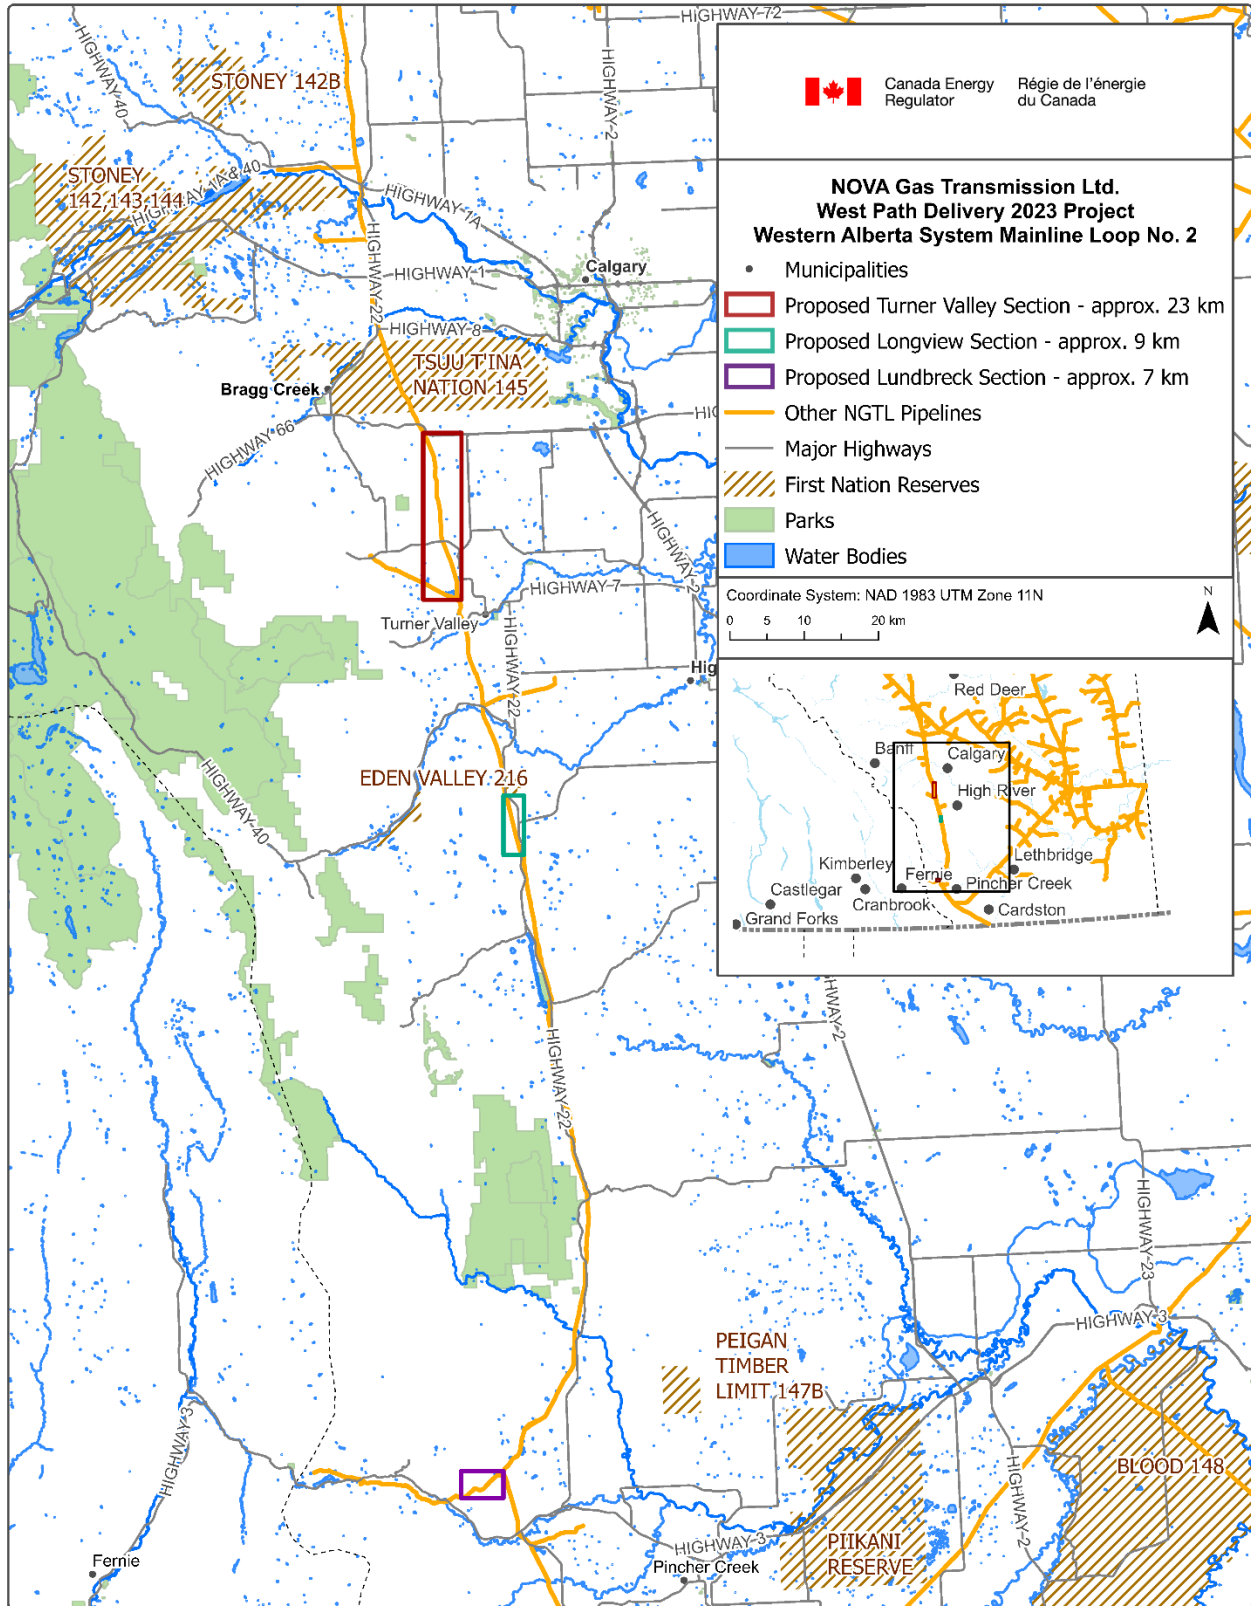 HIGHWAY 72
HIGHWAY 40
HIGHWAY-2
STONEY 142B
STONEY
142,143,144
HIGHWAY 1A & 40
HIGHWAY 1A
HIGHWAY 22
HIGHWAY 1
Calgary
HIGHWAY 8
TSUU T'INA
NATION 145
Bragg Creek
HIGHWAY 66
HIGHWAY-2
HIGHWAY 7
Turner Valley
HIGHWAY-22
Hig
EDEN VALLEY 216
HIGHWAY-40
HIGHWAY-22
HIGHWAY-2
HIGHWAY-23
HIGHWAY 3
PEIGAN
TIMBER
LIMIT 147B
HIGHWAY-3
BLOOD 148
HIGHWAY-2
HIGHWAY-3
PIIKANI
RESERVE
Fernie
Pincher Creek
Canada Energy
Regulator
Régie de l'énergie
du Canada
NOVA Gas Transmission Ltd.
West Path Delivery 2023 Project
Western Alberta System Mainline Loop No. 2
Municipalities
Proposed Turner Valley Section - approx. 23 km
Proposed Longview Section - approx. 9 km
Proposed Lundbreck Section - approx. 7 km
Other NGTL Pipelines
Major Highways
First Nation Reserves
Parks
Water Bodies
Coordinate System: NAD 1983 UTM Zone 11N
N
0 5 10 20 km
Red Deer
Banff
Calgary
High River
Kimberley
Fernie
Lethbridge
Castlegar
Cranbrook
Pincher Creek
Grand Forks
Cardston